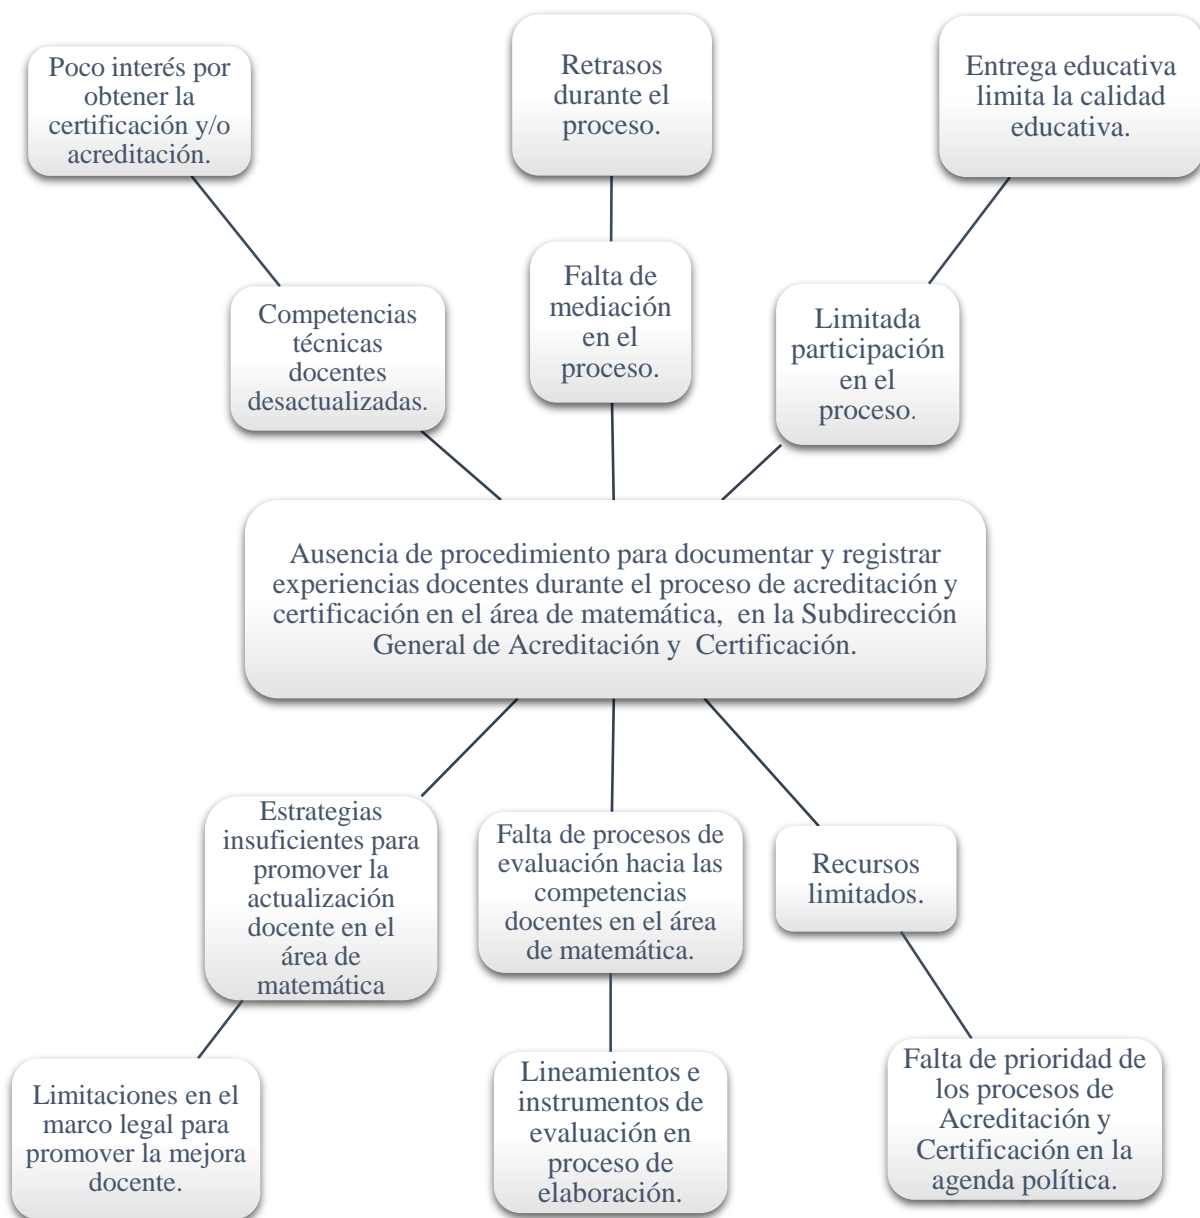 Poco interés por
obtener la
certificación y/o
acreditación.
Retrasos
durante el
proceso.
Entrega educativa
limita la calidad
educativa.
Competencias
técnicas
docentes
desactualizadas.
Falta de
mediación
en el
proceso.
Limitada
participación
en el
proceso.
Ausencia de procedimiento para documentar y registrar
experiencias docentes durante el proceso de acreditación y
certificación en el área de matemática, en la Subdirección
General de Acreditación y Certificación.
Estrategias
insuficientes para
promover la
actualización
docente en el
área de
matemática
Falta de procesos de
evaluación hacia las
competencias
docentes en el área
de matemática.
Recursos
limitados.
Limitaciones en el
marco legal para
promover la mejora
docente.
Lineamientos e
instrumentos de
evaluación en
proceso de
elaboración.
Falta de prioridad de
los procesos de
Acreditación y
Certificación en la
agenda política.